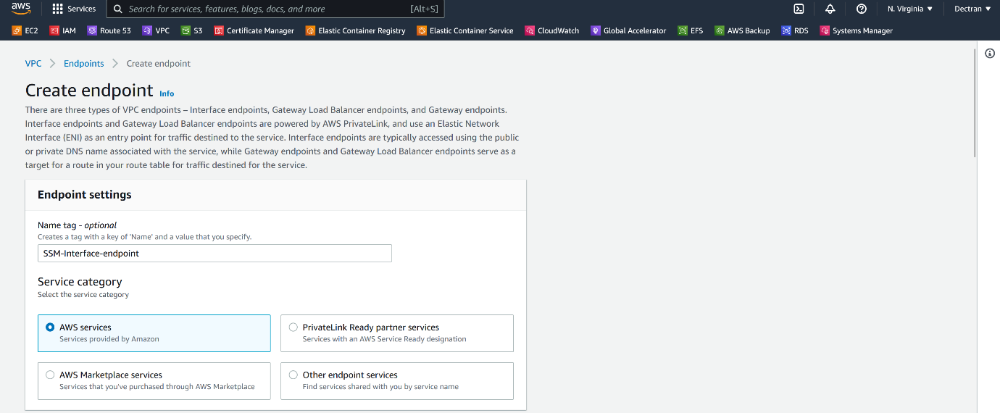 aws Services Search for services, features, blogs, docs, and more [Alt+S] N. Virginia Dectran
EC2 IAM Route 53 VPC S3 Certificate Manager Elastic Container Registry Elastic Container Service CloudWatch Global Accelerator EFS AWS Backup RDS Systems Manager
VPC Endpoints Create endpoint
Create endpoint Info
There are three types of VPC endpoints – Interface endpoints, Gateway Load Balancer endpoints, and Gateway endpoints.
Interface endpoints and Gateway Load Balancer endpoints are powered by AWS PrivateLink, and use an Elastic Network
Interface (ENI) as an entry point for traffic destined to the service. Interface endpoints are typically accessed using the public
or private DNS name associated with the service, while Gateway endpoints and Gateway Load Balancer endpoints serve as a
target for a route in your route table for traffic destined for the service.
Endpoint settings
Name tag - optional
Creates a tag with a key of 'Name' and a value that you specify.
SSM-Interface-endpoint
Service category
Select the service category
AWS services
Services provided by Amazon
PrivateLink Ready partner services
Services with an AWS Service Ready designation
AWS Marketplace services
Services that you've purchased through AWS Marketplace
Other endpoint services
Find services shared with you by service name